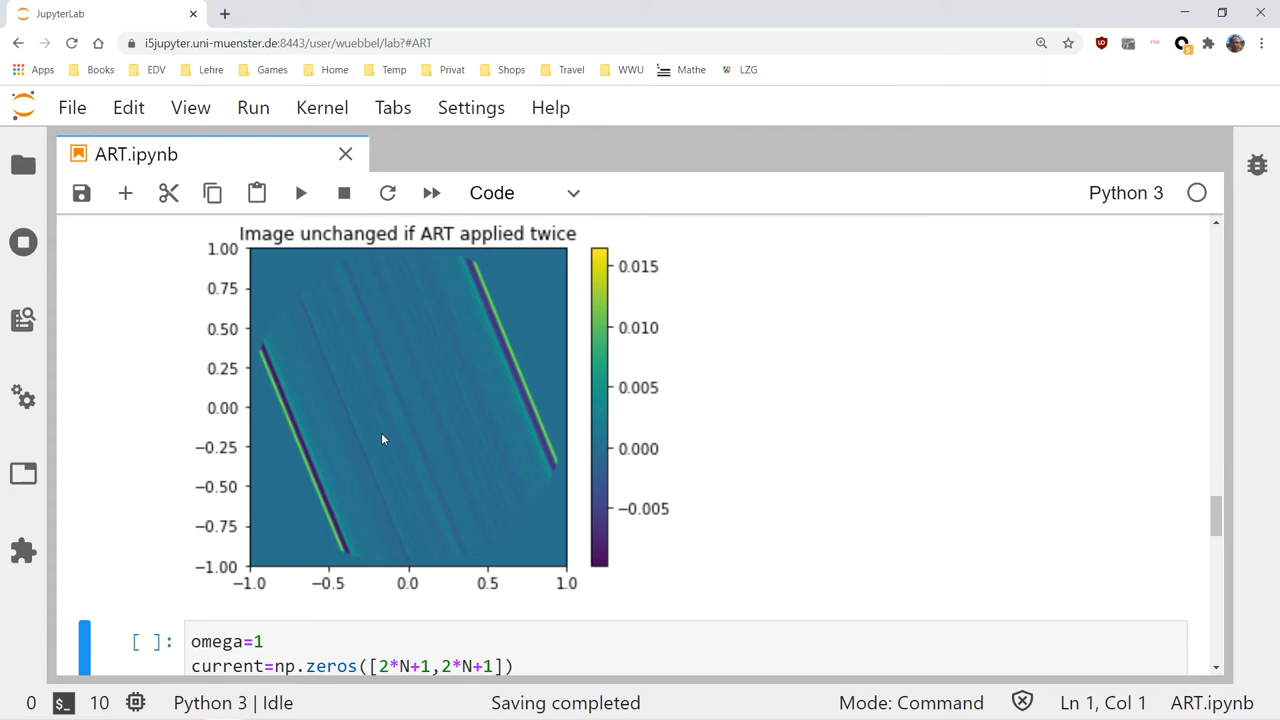 JupyterLab
i5jupyter.uni-muenster.de:8443/user/wuebbel/lab?#ART
Apps Books EDV Lehre Games Home Temp Privat Shops Travel WWU Mathe LZG
File Edit View Run Kernel Tabs Settings Help
ART.ipynb
Code Python 3
Image unchanged if ART applied twice
1.00
0.75
0.50
0.25
0.00
−0.25
−0.50
−0.75
−1.00
−1.0 −0.5 0.0 0.5 1.0
0.015
0.010
0.005
0.000
−0.005
[ ]: omega=1
current=np.zeros([2*N+1,2*N+1])
0 $_ 10 Python 3 | Idle Saving completed Mode: Command Ln 1, Col 1 ART.ipynb